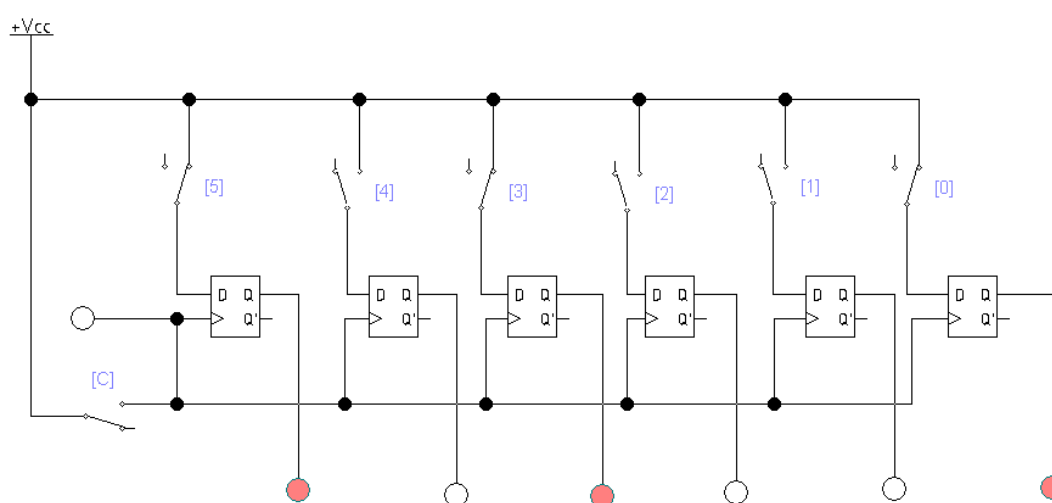 +Vcc
[5] [4] [3] [2] [1] [0]
D Q D Q D Q D Q D Q D Q
Q' Q' Q' Q' Q' Q'
[C]